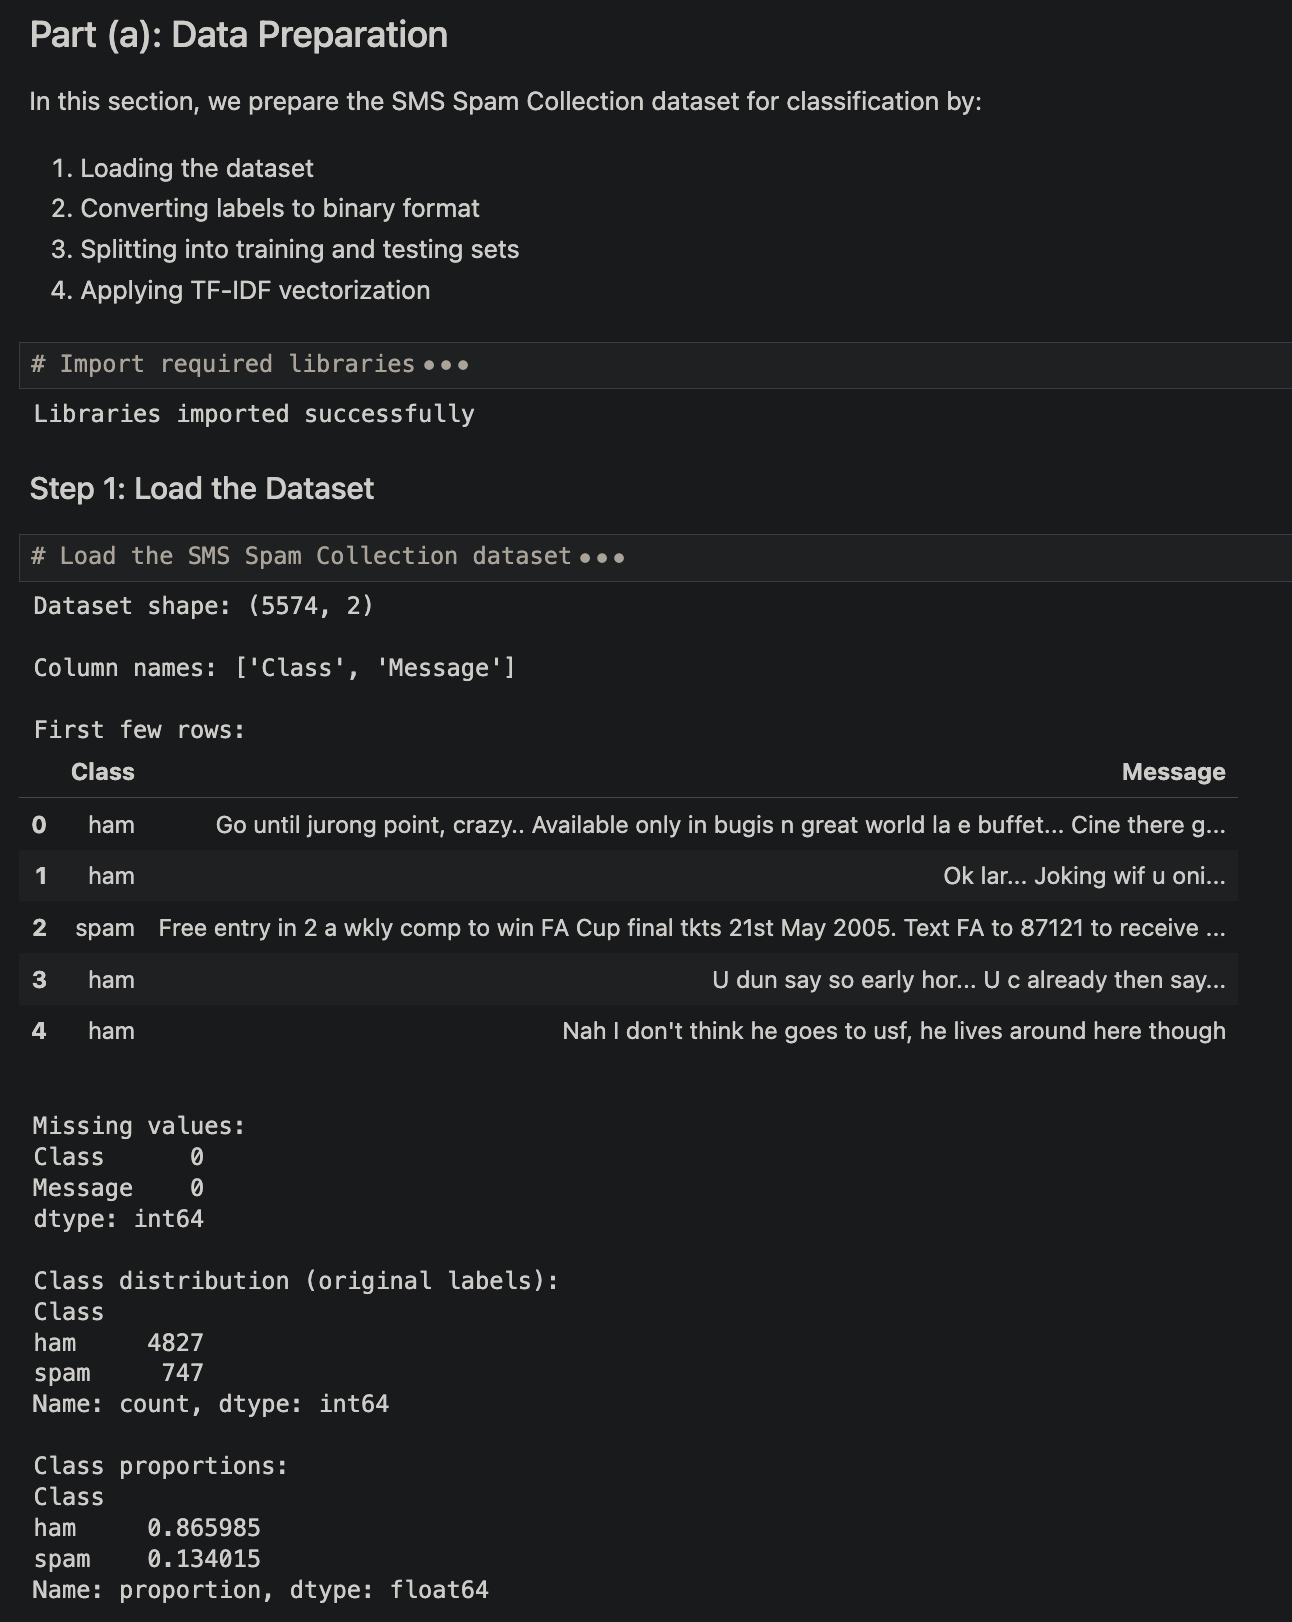 Part (a): Data Preparation
In this section, we prepare the SMS Spam Collection dataset for classification by:
1. Loading the dataset
2. Converting labels to binary format
3. Splitting into training and testing sets
4. Applying TF-IDF vectorization
# Import required libraries •••
Libraries imported successfully
Step 1: Load the Dataset
# Load the SMS Spam Collection dataset •••
Dataset shape: (5574, 2)
Column names: ['Class', 'Message']
First few rows:
Class Message
0 ham Go until jurong point, crazy.. Available only in bugis n great world la e buffet... Cine there g...
1 ham Ok lar... Joking wif u oni...
2 spam Free entry in 2 a wkly comp to win FA Cup final tkts 21st May 2005. Text FA to 87121 to receive ...
3 ham U dun say so early hor... U c already then say...
4 ham Nah I don't think he goes to usf, he lives around here though
Missing values:
Class 0
Message 0
dtype: int64
Class distribution (original labels):
Class
ham 4827
spam 747
Name: count, dtype: int64
Class proportions:
Class
ham 0.865985
spam 0.134015
Name: proportion, dtype: float64